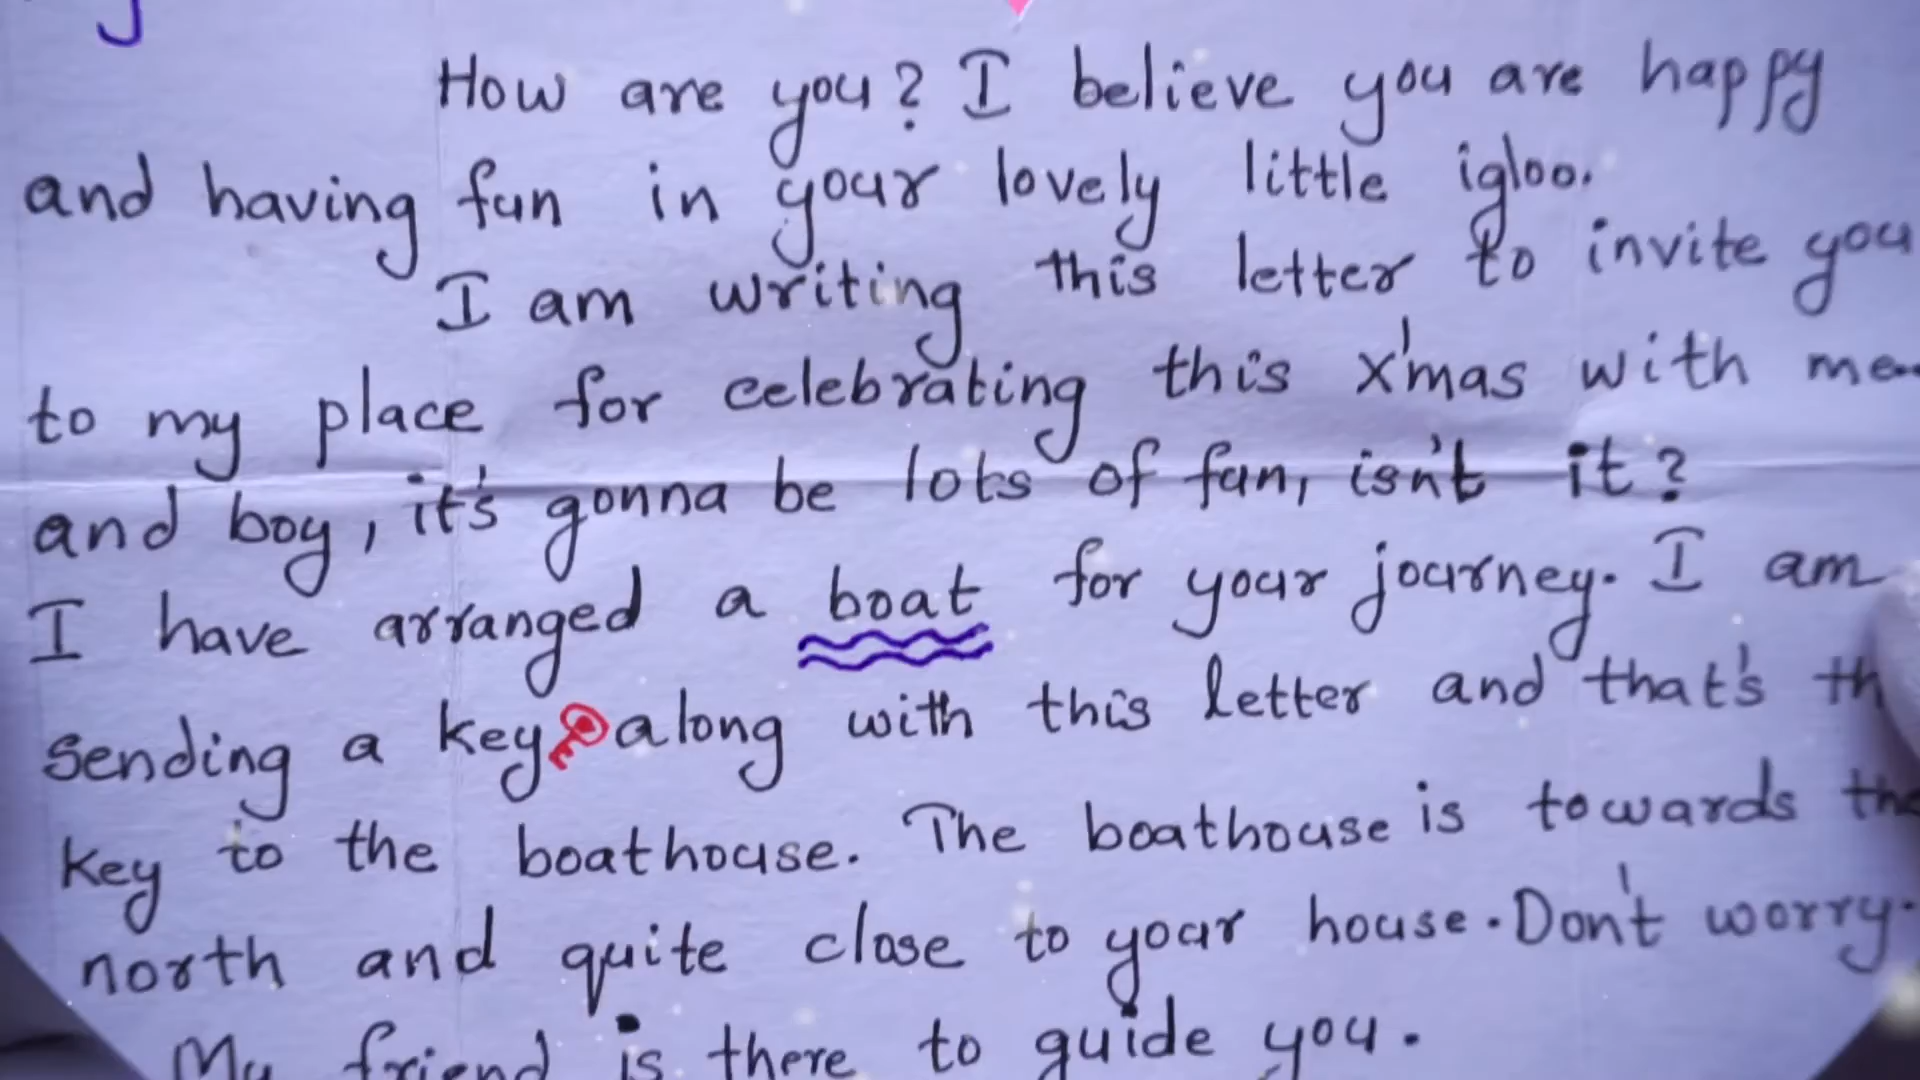 How are you? I believe you are happy
and having fun in your lovely little igloo.
I am writing this letter to invite you
to my place for celebrating this x'mas with me
and boy, it's gonna be lots of fun, isn't it?
I have arranged a boat for your journey. I am
sending a key along with this letter and that's
key to the boathouse. The boathouse is towards the
north and quite close to your house. Don't worry.
My friend is there to guide you.